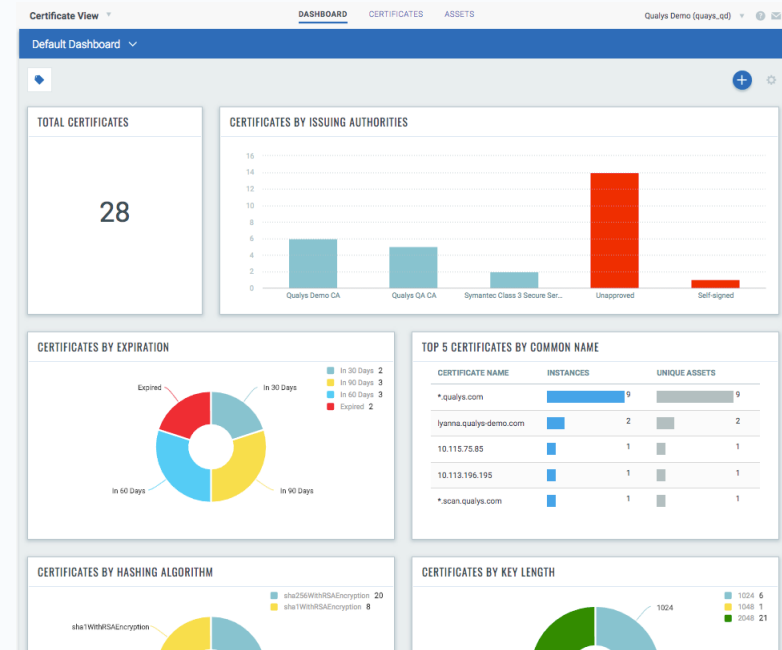 Certificate View
DASHBOARD CERTIFICATES ASSETS
Qualys Demo (quays_qd)
Default Dashboard
TOTAL CERTIFICATES
28
CERTIFICATES BY ISSUING AUTHORITIES
16
14
12
10
8
6
4
2
0
Qualys Demo CA Qualys QA CA Symantec Class 3 Secure Ser... Unapproved Self-signed
CERTIFICATES BY EXPIRATION
In 30 Days 2
In 90 Days 3
In 60 Days 3
Expired 2
Expired In 30 Days
In 60 Days In 90 Days
TOP 5 CERTIFICATES BY COMMON NAME
CERTIFICATE NAME INSTANCES UNIQUE ASSETS
*.qualys.com 9 9
lyanna.qualys-demo.com 2 2
10.115.75.85 1 1
10.113.196.195 1 1
*.scan.qualys.com 1 1
CERTIFICATES BY HASHING ALGORITHM
sha256WithRSAEncryption 20
sha1WithRSAEncryption 8
sha1WithRSAEncryption
CERTIFICATES BY KEY LENGTH
1024 6
1048 1
2048 21
1024